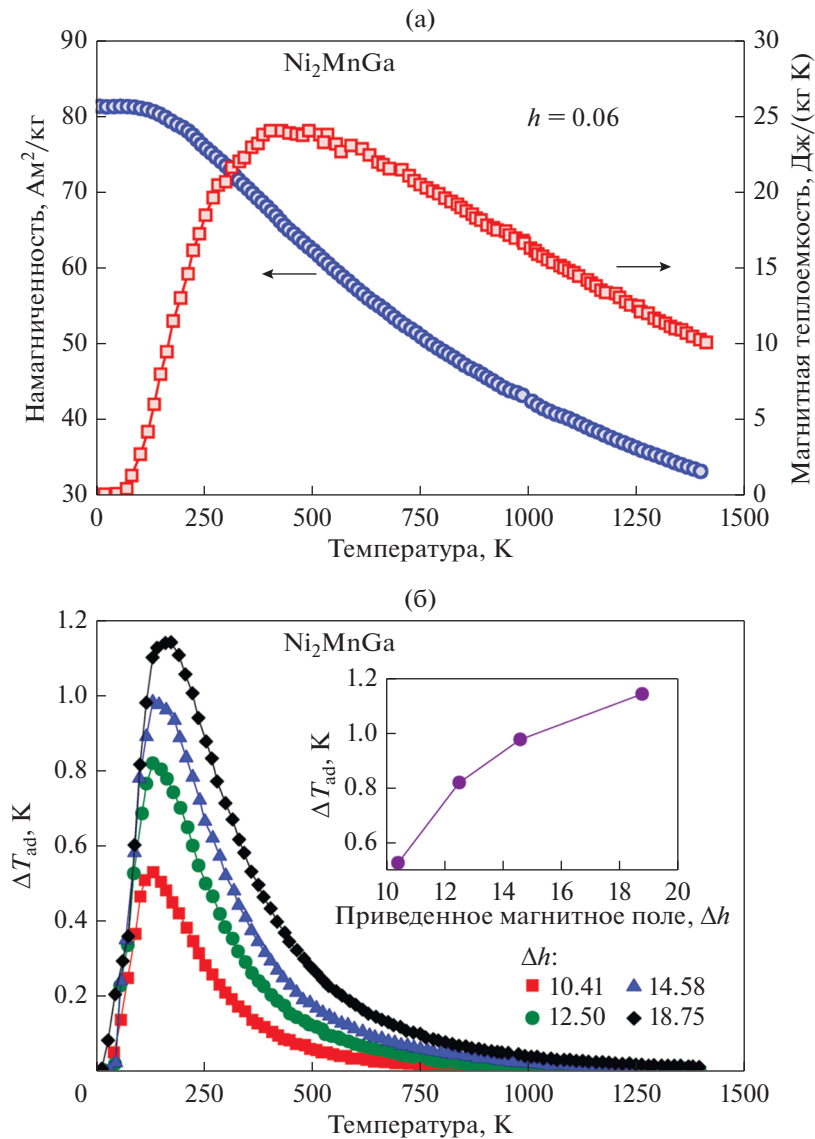 (а)
Ni2MnGa
h = 0.06
Намагниченность, Ам²/кг
90
80
70
60
50
40
30
Магнитная теплоемкость, Дж/(кг К)
30
25
20
15
10
5
0
0 250 500 750 1000 1250 1500
Температура, К
(б)
Ni2MnGa
ΔTad, К
1.2
1.0
0.8
0.6
0.4
0.2
0 250 500 750 1000 1250 1500
Температура, К
ΔTad, К
1.2
1.0
0.8
0.6
10 12 14 16 18 20
Приведенное магнитное поле, Δh
Δh:
10.41 14.58
12.50 18.75